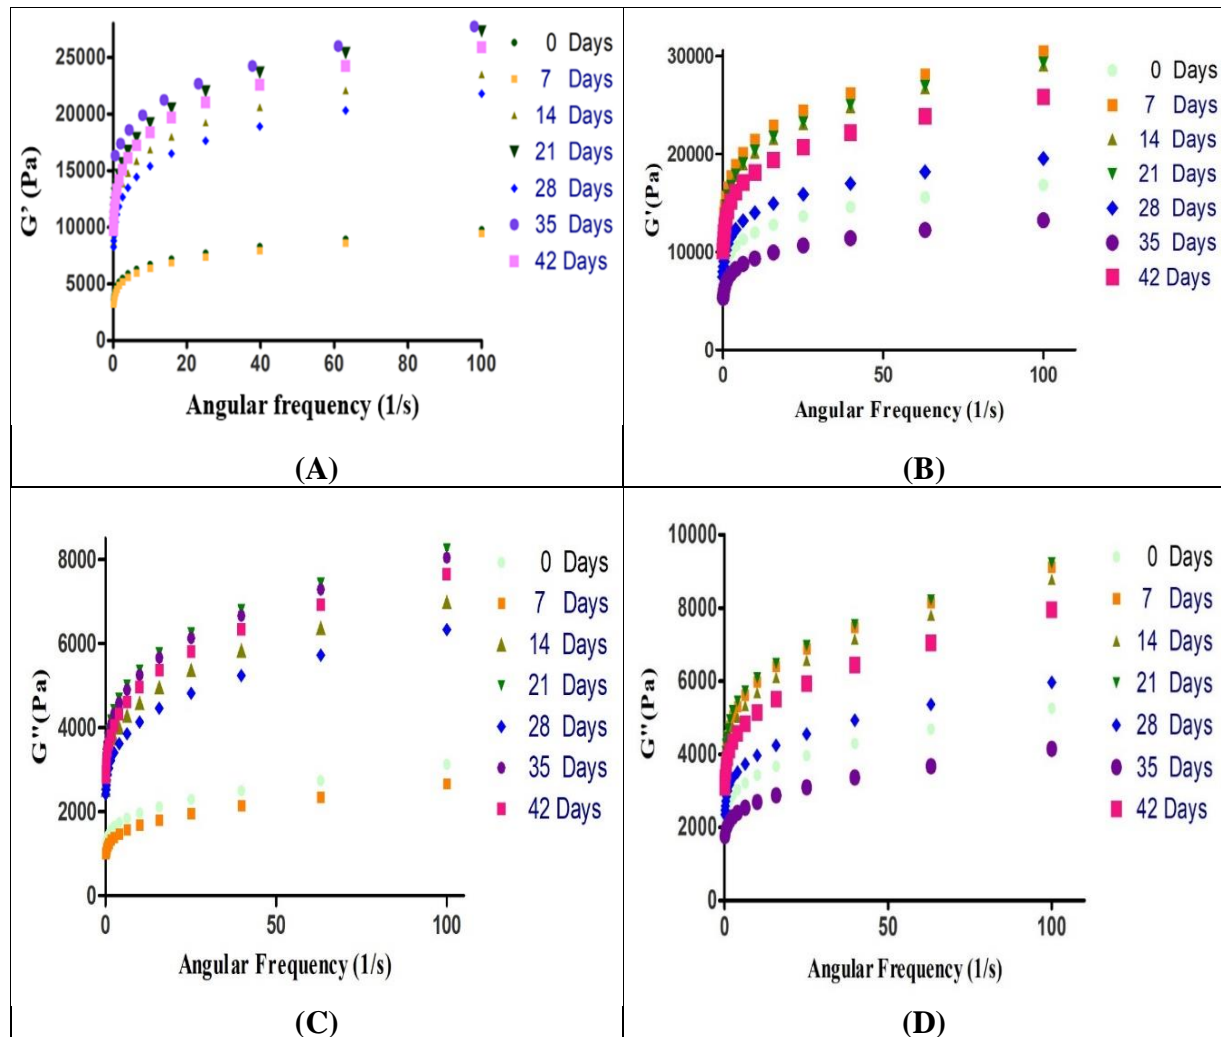 25000
20000
15000
10000
5000
0
G’ (Pa)
0 20 40 60 80 100
Angular frequency (1/s)
0 Days
7 Days
14 Days
21 Days
28 Days
35 Days
42 Days
(A)
30000
20000
10000
0
G'(Pa)
0 50 100
Angular Frequency (1/s)
0 Days
7 Days
14 Days
21 Days
28 Days
35 Days
42 Days
(B)
8000
6000
4000
2000
0
G"(Pa)
0 50 100
Angular Frequency (1/s)
0 Days
7 Days
14 Days
21 Days
28 Days
35 Days
42 Days
(C)
10000
8000
6000
4000
2000
0
G"(Pa)
0 50 100
Angular Frequency (1/s)
0 Days
7 Days
14 Days
21 Days
28 Days
35 Days
42 Days
(D)